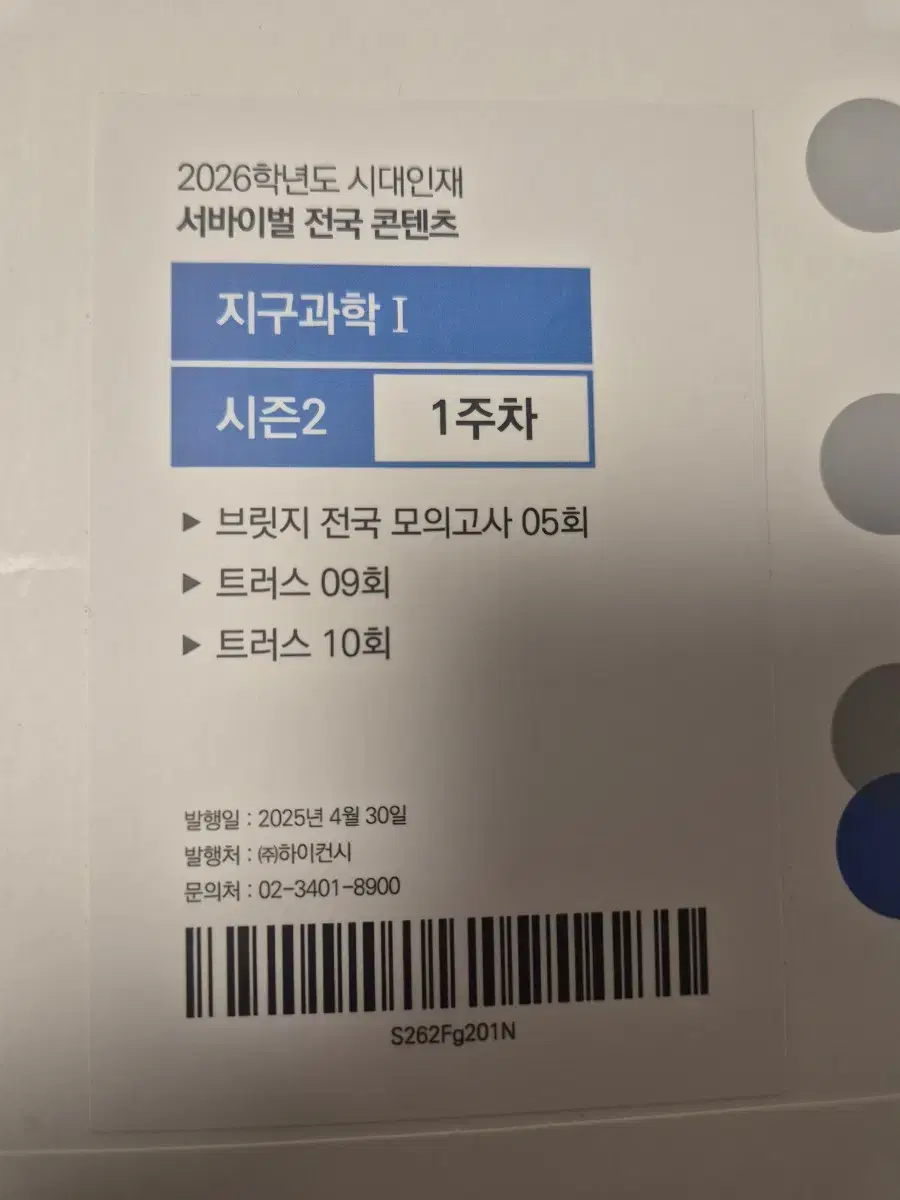 2026학년도 시대인재
서바이벌 전국 콘텐츠
지구과학 I
시즌2 1주차
▶ 브릿지 전국 모의고사 05회
▶ 트러스 09회
▶ 트러스 10회
발행일 : 2025년 4월 30일
발행처 : ㈜하이컨시
문의처 : 02-3401-8900
S262Fg201N